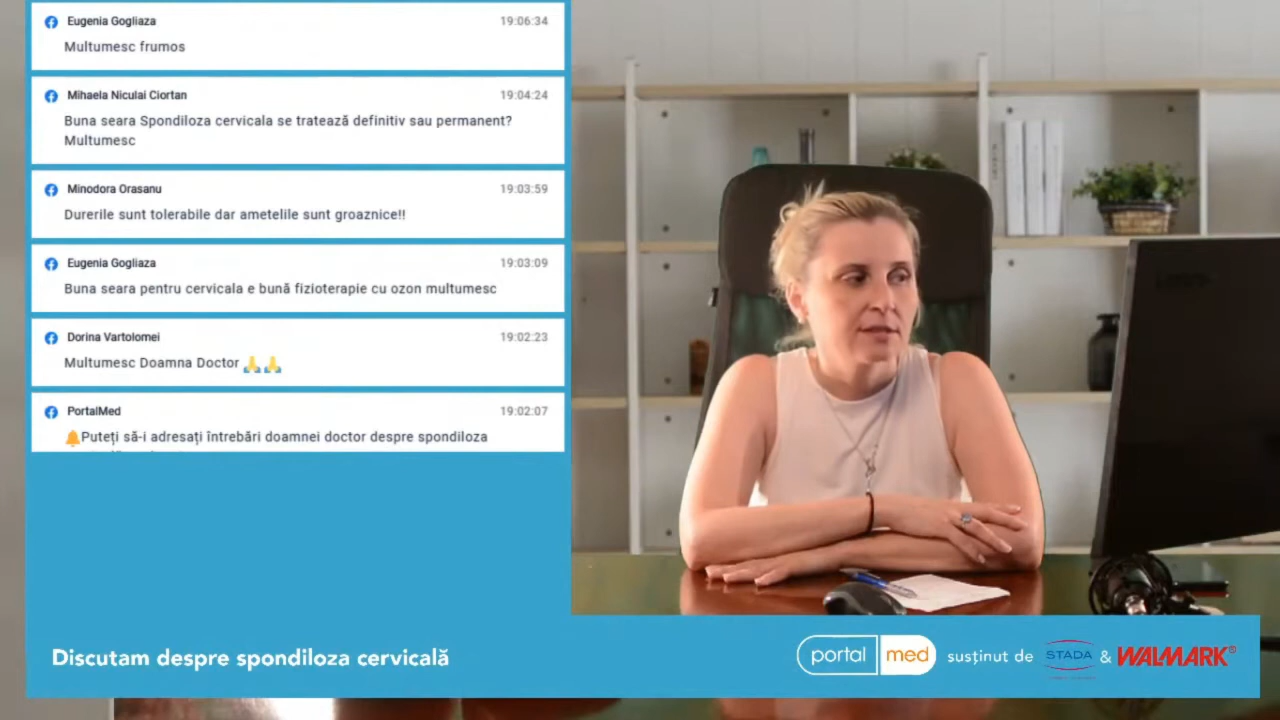 Eugenia Gogliaza 19:06:34
Multumesc frumos
Mihaela Niculai Ciortan 19:04:24
Buna seara Spondiloza cervicala se tratează definitiv sau permanent?
Multumesc
Minodora Orasanu 19:03:59
Durerile sunt tolerabile dar ametelile sunt groaznice!!
Eugenia Gogliaza 19:03:09
Buna seara pentru cervicala e bună fizioterapie cu ozon multumesc
Dorina Vartolomei 19:02:23
Multumesc Doamna Doctor 🙏🙏
PortalMed 19:02:07
🔔Puteți să-i adresați întrebări doamnei doctor despre spondiloza
Discutam despre spondiloza cervicală
portal med susținut de STADA & WALMARK®